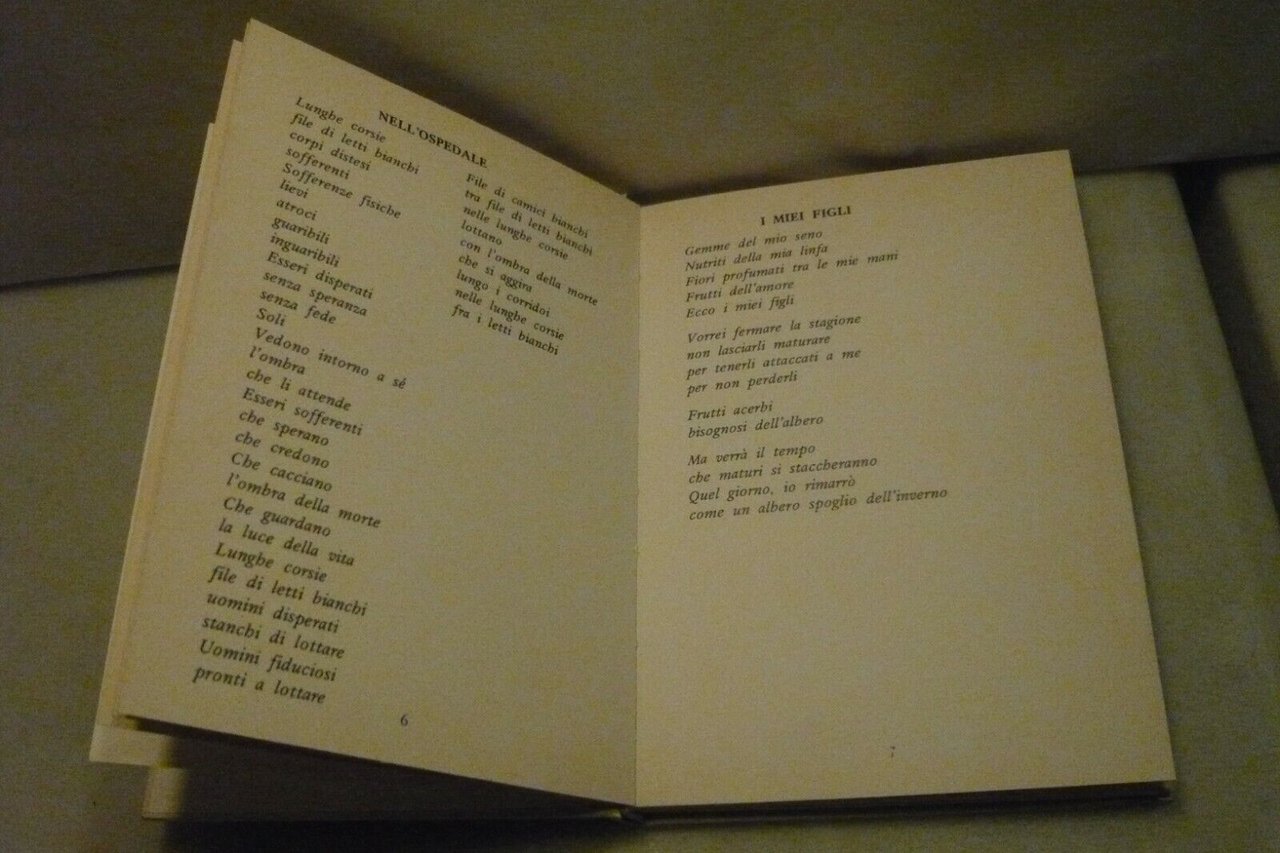 NELL'OSPEDALE
Lunghe corsie
file di letti bianchi
corpi distesi
sofferenti
Sofferenze fisiche
lievi
atroci
guaribili
inguaribili
Esseri disperati
senza speranza
senza fede
Soli
Vedono intorno a sé
l'ombra
che li attende
Esseri sofferenti
che sperano
che credono
Che cacciano
l'ombra della morte
Che guardano
la luce della vita
Lunghe corsie
file di letti bianchi
uomini disperati
stanchi di lottare
Uomini fiduciosi
pronti a lottare
File di camici bianchi
tra file di letti bianchi
nelle lunghe corsie
lottano
con l'ombra della morte
che si aggira
lungo i corridoi
nelle lunghe corsie
fra i letti bianchi
6
I MIEI FIGLI
Gemme del mio seno
Nutriti della mia linfa
Fiori profumati tra le mie mani
Frutti dell'amore
Ecco i miei figli
Vorrei fermare la stagione
non lasciarli maturare
per tenerli attaccati a me
per non perderli
Frutti acerbi
bisognosi dell'albero
Ma verrà il tempo
che maturi si staccheranno
Quel giorno, io rimarrò
come un albero spoglio dell'inverno
7